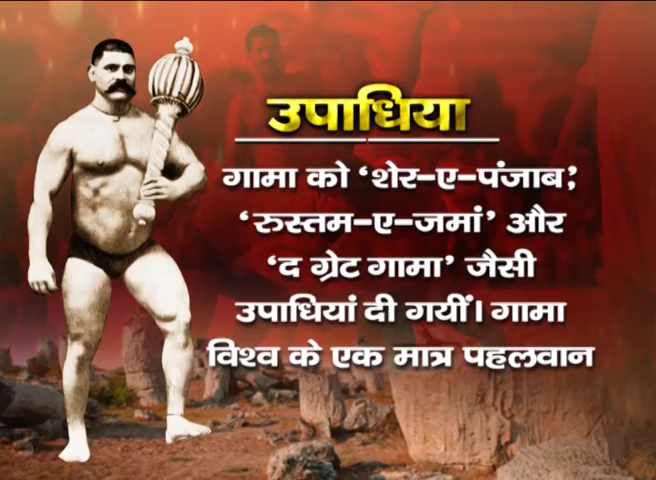 उपाधिया
गामा को ‘शेर-ए-पंजाब;
‘रुस्तम-ए-जमां’ और
‘द ग्रेट गामा’ जैसी
उपाधियां दी गयीं। गामा
विश्व के एक मात्र पहलवान